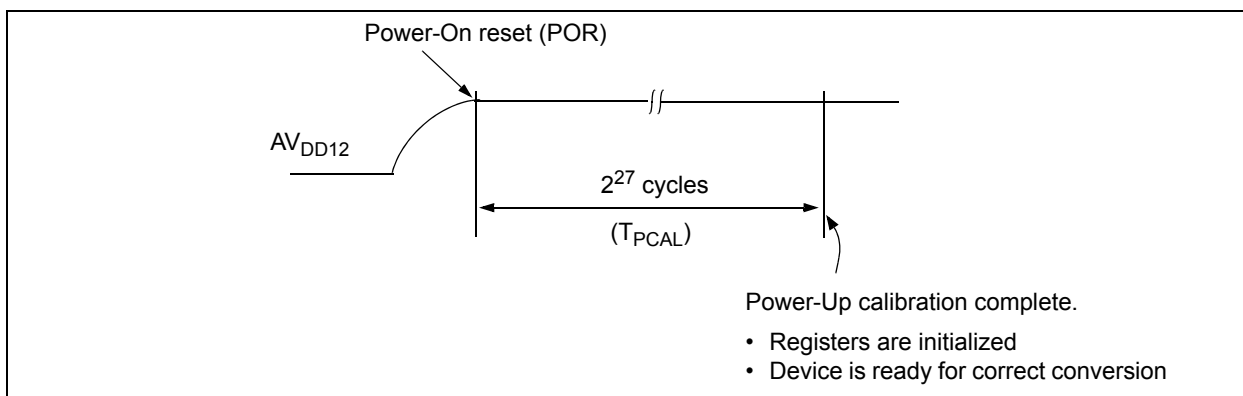 Power-On reset (POR)
AVDD12
2^27 cycles
(TPCAL)
Power-Up calibration complete.
• Registers are initialized
• Device is ready for correct conversion